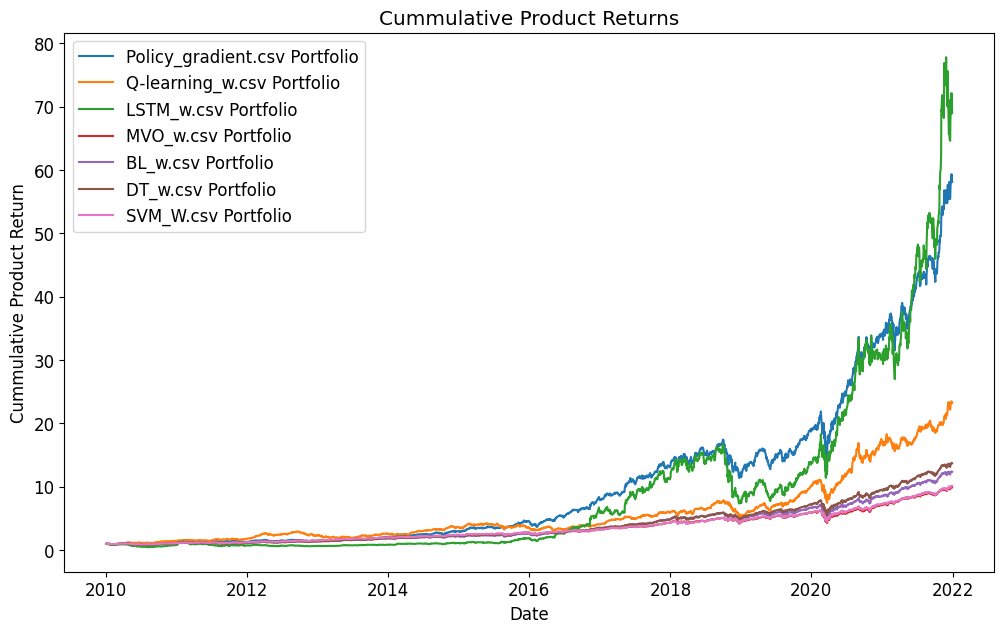 Cummulative Product Returns
Policy_gradient.csv Portfolio
Q-learning_w.csv Portfolio
LSTM_w.csv Portfolio
MVO_w.csv Portfolio
BL_w.csv Portfolio
DT_w.csv Portfolio
SVM_W.csv Portfolio
Cummulative Product Return
80
70
60
50
40
30
20
10
0
2010
2012
2014
2016
2018
2020
2022
Date